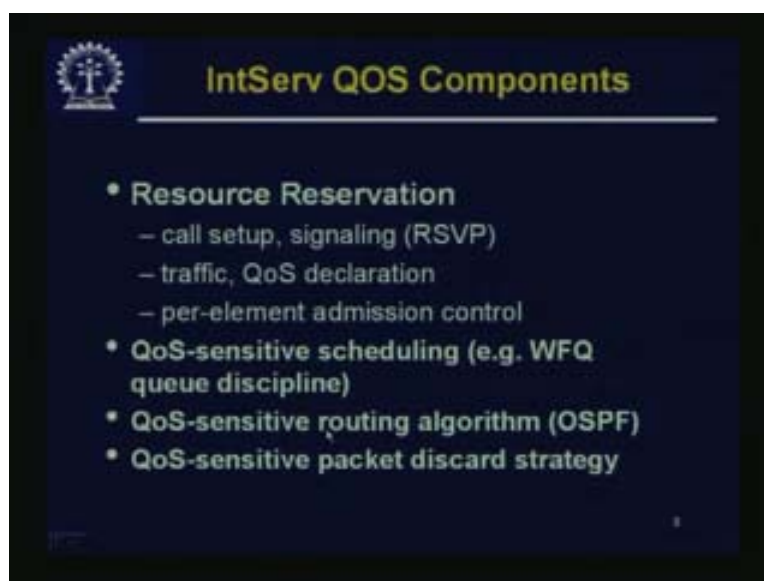 IntServ QOS Components
• Resource Reservation
– call setup, signaling (RSVP)
– traffic, QoS declaration
– per-element admission control
• QoS-sensitive scheduling (e.g. WFQ
queue discipline)
• QoS-sensitive routing algorithm (OSPF)
• QoS-sensitive packet discard strategy